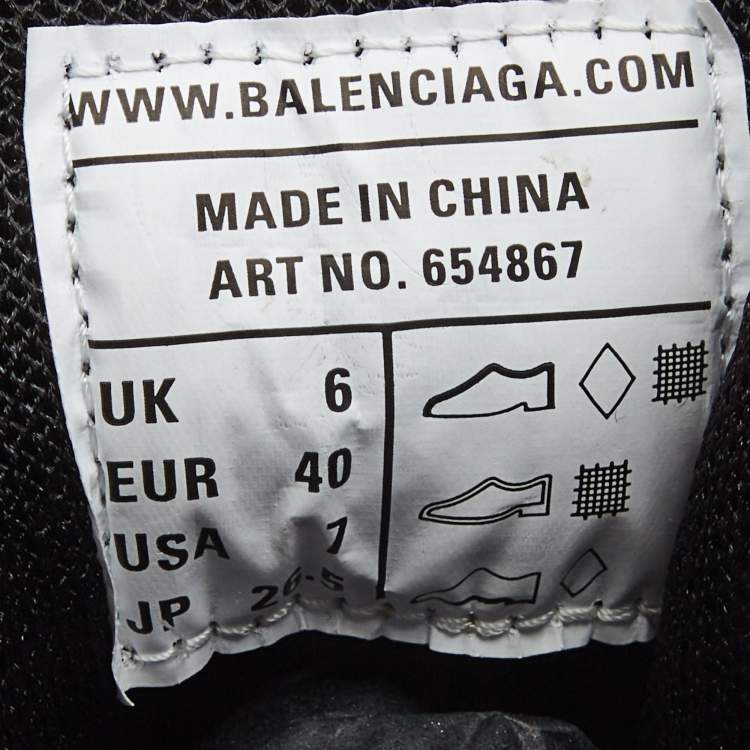 WWW.BALENCIAGA.COM
MADE IN CHINA
ART NO. 654867
UK 6
EUR 40
USA 7
JP 26.5